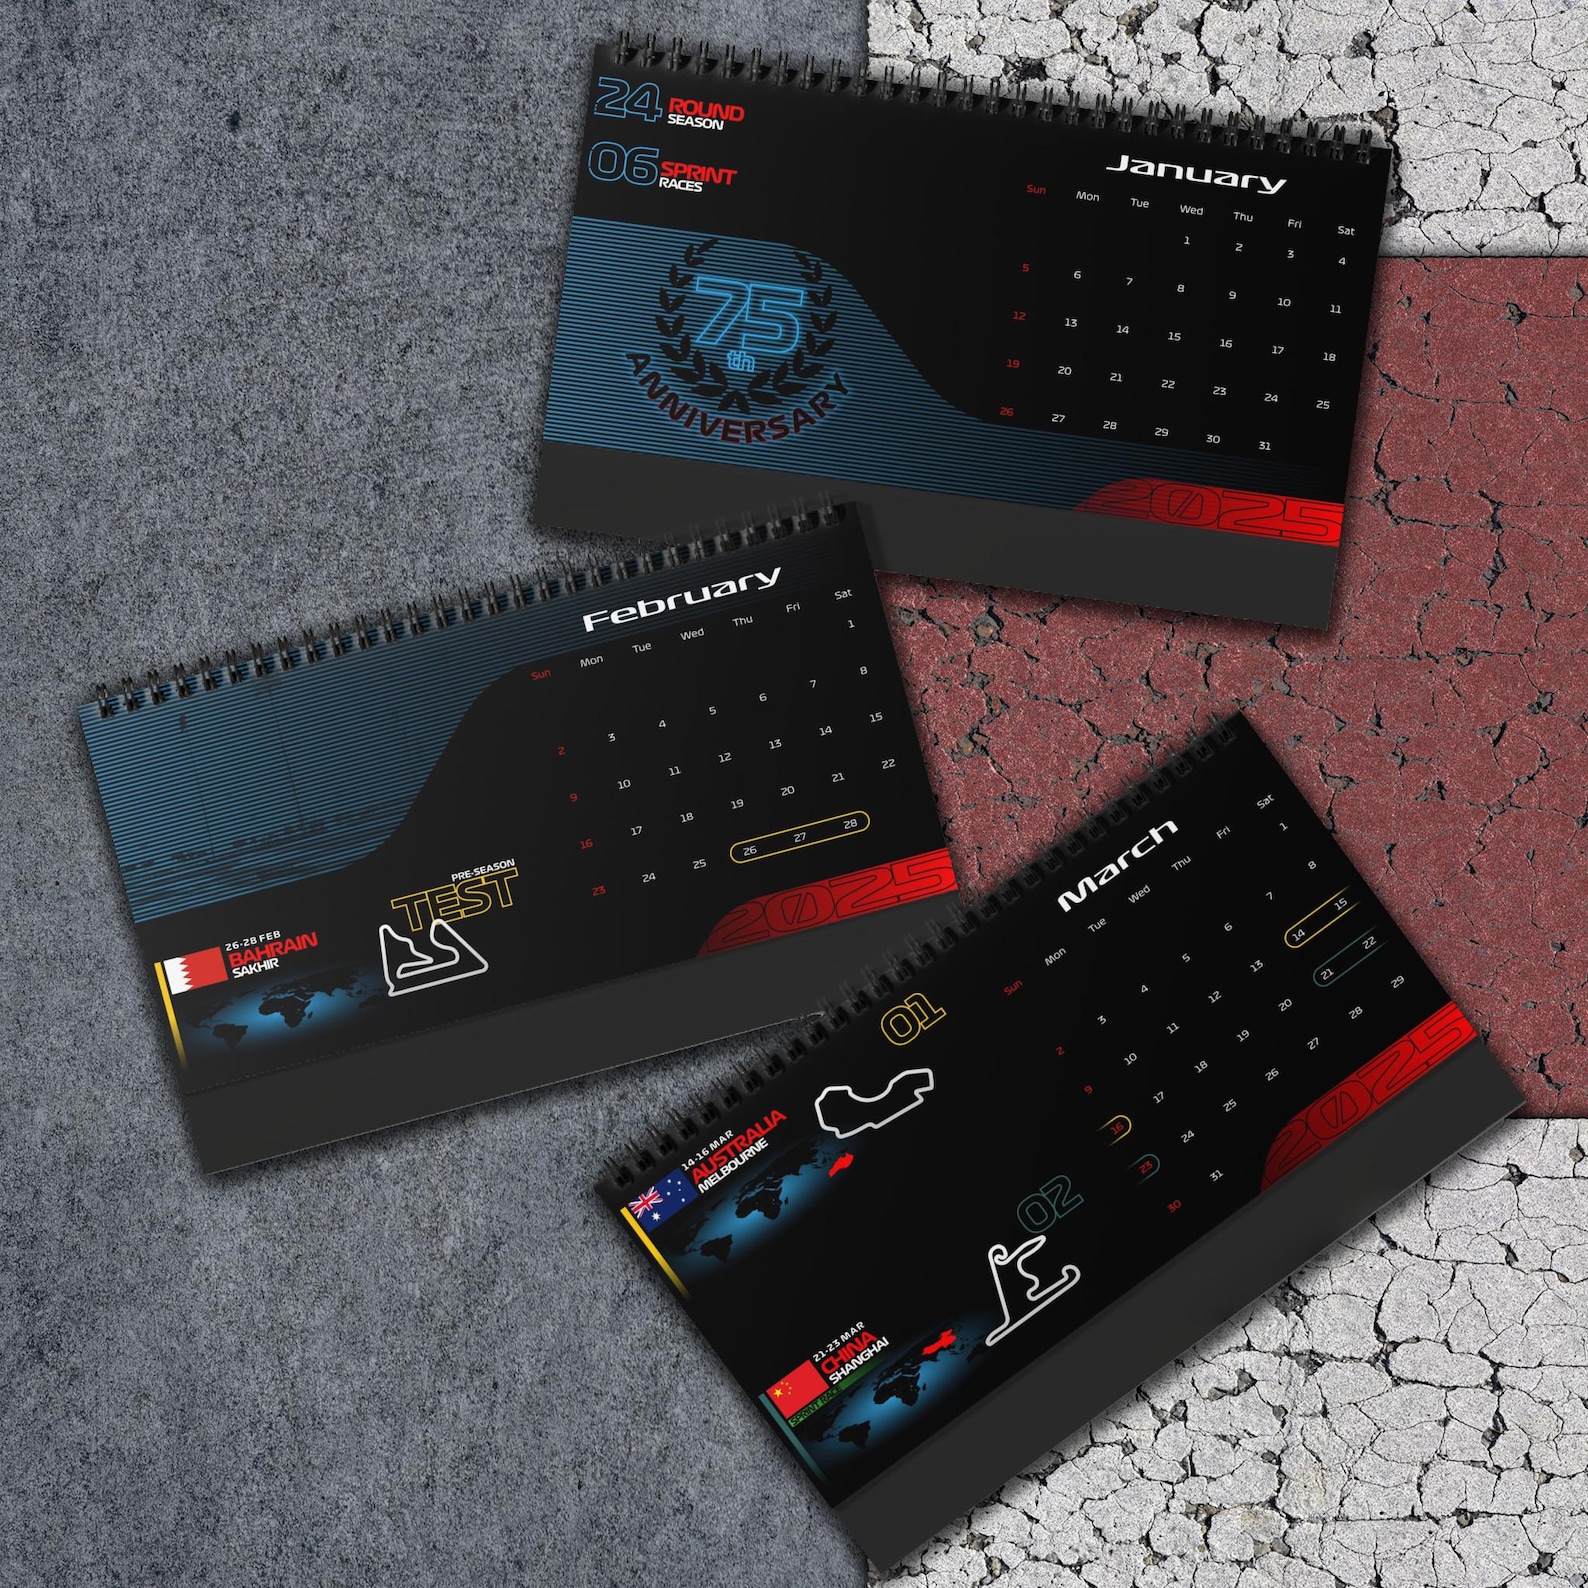 24 ROUND
SEASON
06 SPRINT
RACES
75
th
ANNIVERSARY
January
Sun Mon Tue Wed Thu Fri Sat
1 2 3 4
5 6 7 8 9 10 11
12 13 14 15 16 17 18
19 20 21 22 23 24 25
26 27 28 29 30 31
2025
February
Sun Mon Tue Wed Thu Fri Sat
1
2 3 4 5 6 7 8
9 10 11 12 13 14 15
16 17 18 19 20 21 22
23 24 25 26 27 28
2025
PRE-SEASON
TEST
26-28 FEB
BAHRAIN
SAKHIR
March
Sun Mon Tue Wed Thu Fri Sat
1
2 3 4 5 6 7 8
9 10 11 12 13 14 15
16 17 18 19 20 21 22
23 24 25 26 27 28 29
30 31
2025
01
14-16 MAR
AUSTRALIA
MELBOURNE
02
21-23 MAR
CHINA
SHANGHAI
SPRINT RACE